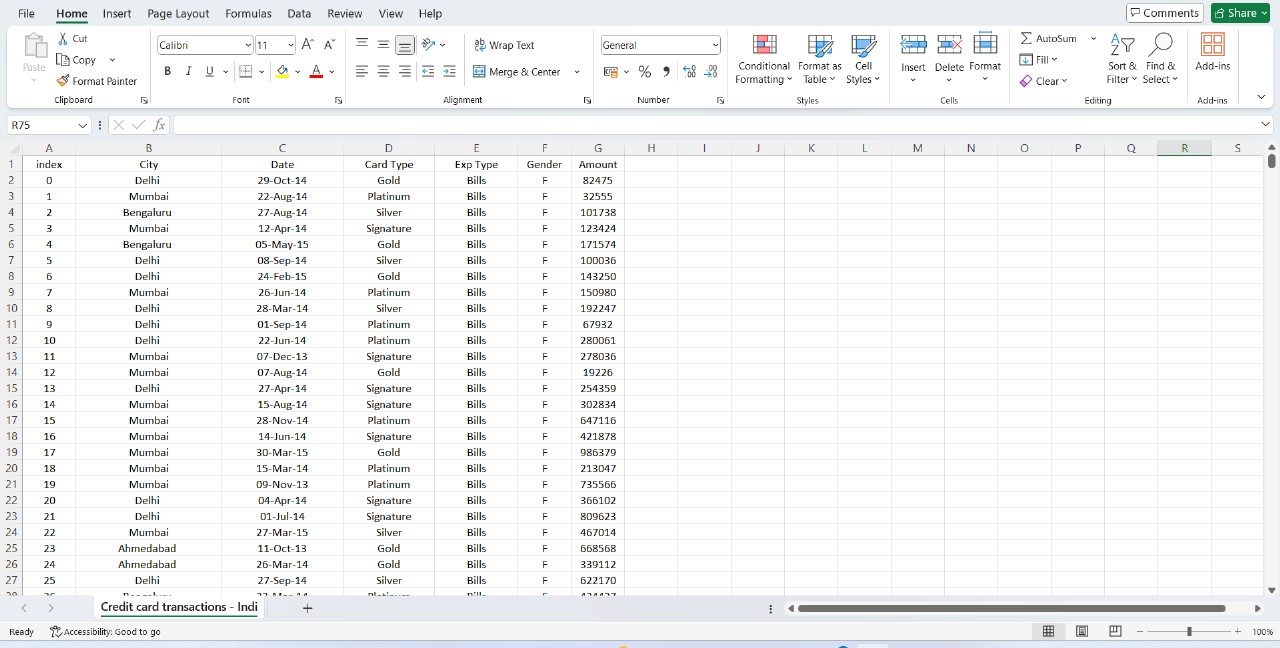 File Home Insert Page Layout Formulas Data Review View Help Comments Share
Paste Cut Copy Format Painter
Calibri 11 A A
B I U A
Wrap Text
Merge & Center
General
%
Conditional Formatting Format as Table Cell Styles
Insert Delete Format
AutoSum Fill Clear
Sort & Filter Find & Select
Add-ins
Clipboard Font Alignment Number Styles Cells Editing Add-ins
R75 fx
A B C D E F G H I J K L M N O P Q R S
1 index City Date Card Type Exp Type Gender Amount
2 0 Delhi 29-Oct-14 Gold Bills F 82475
3 1 Mumbai 22-Aug-14 Platinum Bills F 32555
4 2 Bengaluru 27-Aug-14 Silver Bills F 101738
5 3 Mumbai 12-Apr-14 Signature Bills F 123424
6 4 Bengaluru 05-May-15 Gold Bills F 171574
7 5 Delhi 08-Sep-14 Silver Bills F 100036
8 6 Delhi 24-Feb-15 Gold Bills F 143250
9 7 Mumbai 26-Jun-14 Platinum Bills F 150980
10 8 Delhi 28-Mar-14 Silver Bills F 192247
11 9 Delhi 01-Sep-14 Platinum Bills F 67932
12 10 Delhi 22-Jun-14 Platinum Bills F 280061
13 11 Mumbai 07-Dec-13 Signature Bills F 278036
14 12 Mumbai 07-Aug-14 Gold Bills F 19226
15 13 Delhi 27-Apr-14 Signature Bills F 254359
16 14 Mumbai 15-Aug-14 Signature Bills F 302834
17 15 Mumbai 28-Nov-14 Platinum Bills F 647116
18 16 Mumbai 14-Jun-14 Signature Bills F 421878
19 17 Mumbai 30-Mar-15 Gold Bills F 986379
20 18 Mumbai 15-Mar-14 Platinum Bills F 213047
21 19 Mumbai 09-Nov-13 Platinum Bills F 735566
22 20 Delhi 04-Apr-14 Signature Bills F 366102
23 21 Delhi 01-Jul-14 Signature Bills F 809623
24 22 Mumbai 27-Mar-15 Silver Bills F 467014
25 23 Ahmedabad 11-Oct-13 Gold Bills F 668568
26 24 Ahmedabad 26-Mar-14 Gold Bills F 339112
27 25 Delhi 27-Sep-14 Silver Bills F 622170
Credit card transactions - Indi
Ready Accessibility: Good to go 100%